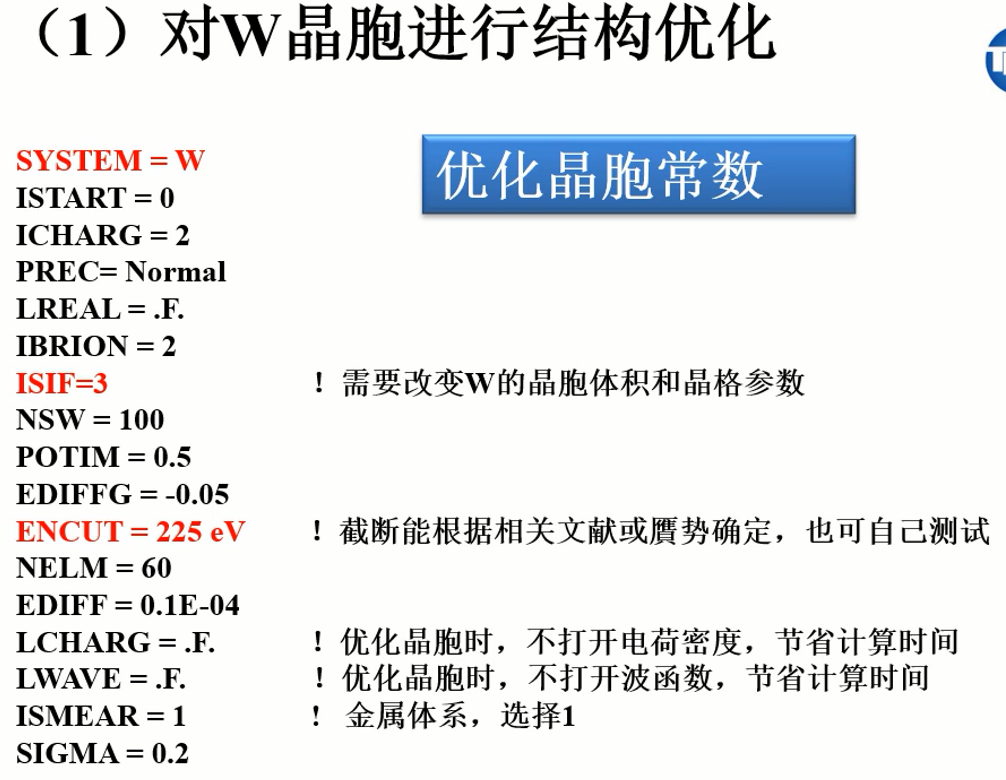 （1）对W晶胞进行结构优化
优化晶胞常数
SYSTEM = W
ISTART = 0
ICHARG = 2
PREC= Normal
LREAL = .F.
IBRION = 2
ISIF=3 ！需要改变W的晶胞体积和晶格参数
NSW = 100
POTIM = 0.5
EDIFFG = -0.05
ENCUT = 225 eV ！截断能根据相关文献或赝势确定，也可自己测试
NELM = 60
EDIFF = 0.1E-04
LCHARG = .F. ！优化晶胞时，不打开电荷密度，节省计算时间
LWAVE = .F. ！优化晶胞时，不打开波函数，节省计算时间
ISMEAR = 1 ！ 金属体系，选择1
SIGMA = 0.2